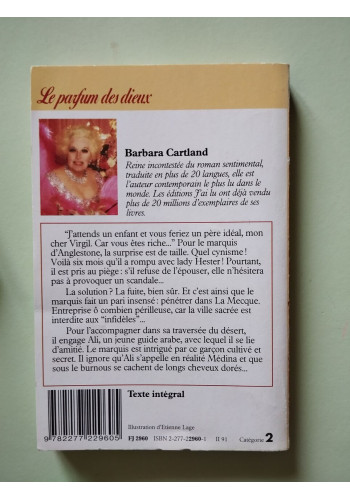 Le parfum des dieux
Barbara Cartland
Reine incontestée du roman sentimental,
traduite en plus de 20 langues, elle est
l'auteur contemporain le plus lu dans le
monde. Les éditions J'ai lu ont déjà vendu
plus de 20 millions d'exemplaires de ses
livres.
"J'attends un enfant et vous feriez un père idéal, mon
cher Virgil. Car vous êtes riche..." Pour le marquis
d'Anglestone, la surprise est de taille. Quel cynisme !
Voilà six mois qu'il a rompu avec lady Hester ! Pourtant,
il est pris au piège : s'il refuse de l'épouser, elle n'hésitera
pas à provoquer un scandale...
La solution ? La fuite, bien sûr. Et c'est ainsi que le
marquis fait un pari insensé : pénétrer dans La Mecque.
Entreprise ô combien périlleuse, car la ville sacrée est
interdite aux "infidèles"...
Pour l'accompagner dans sa traversée du désert,
il engage Ali, un jeune guide arabe, avec lequel il se lie
d'amitié. Le marquis est intrigué par ce garçon cultivé et
secret. Il ignore qu'Ali s'appelle en réalité Médina et que
sous le burnous se cachent de longs cheveux dorés...
Texte intégral
Illustration d'Etienne Lage
9782277229605
FJ 2960 ISBN 2-277-22960-1 II 91 Catégorie 2